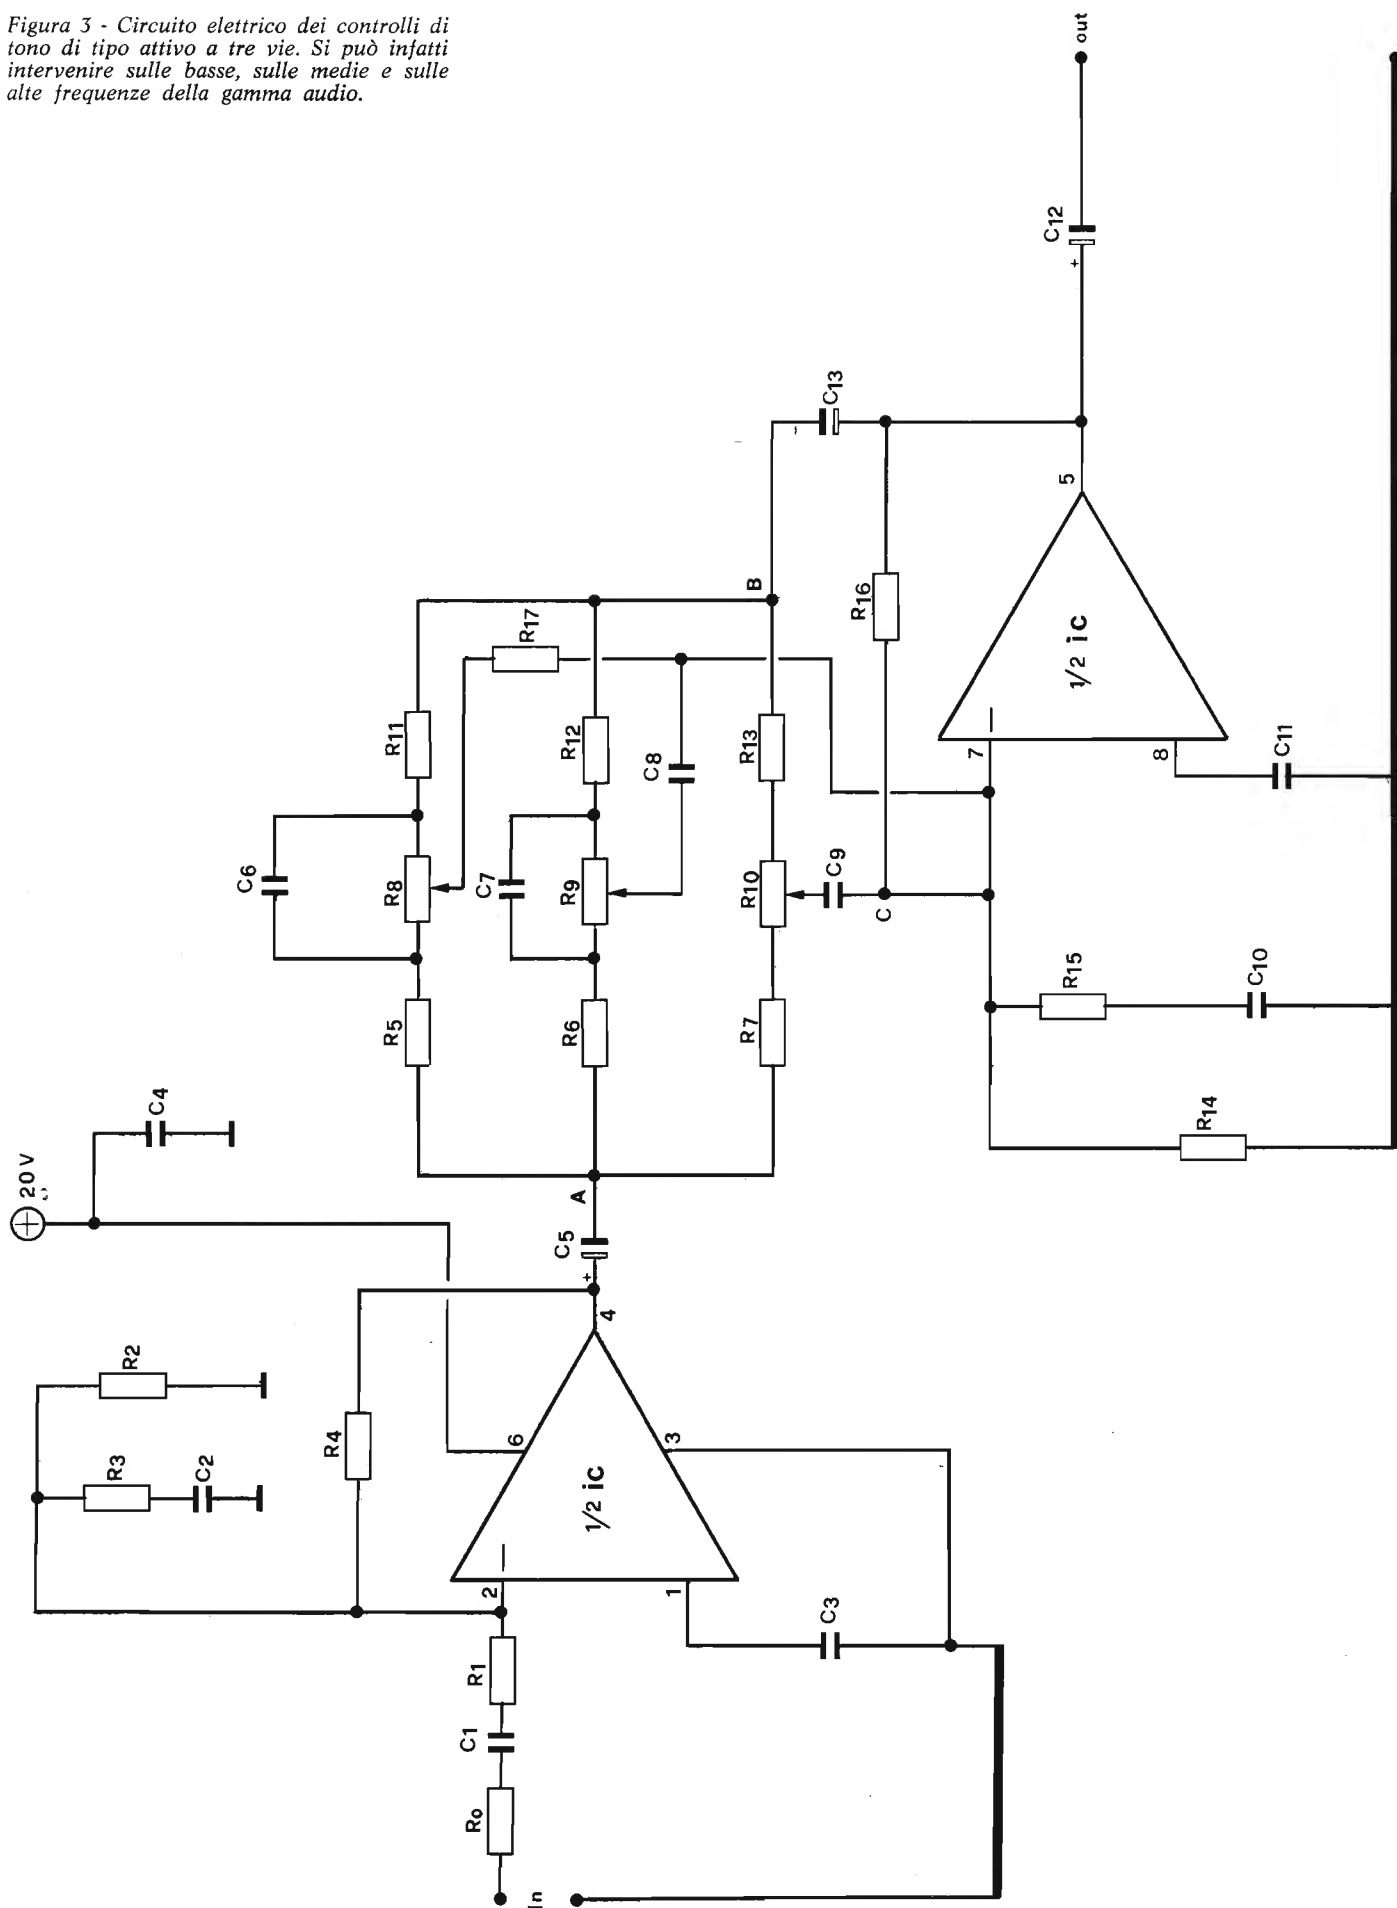 Figura 3 - Circuito elettrico dei controlli di
tono di tipo attivo a tre vie. Si può infatti
intervenire sulle basse, sulle medie e sulle
alte frequenze della gamma audio.
out
C12
+
C13
5
B
R16
R17
1/2 ic
R11
R12
R13
C8
7
8
C11
C6
R8
C7
R9
R10
C9
C
R15
C10
R5
R6
R7
C4
R14
20V
A
C5
+
4
R2
R4
6
3
R3
C2
1/2 ic
2
1
C3
R1
C1
Ro
In